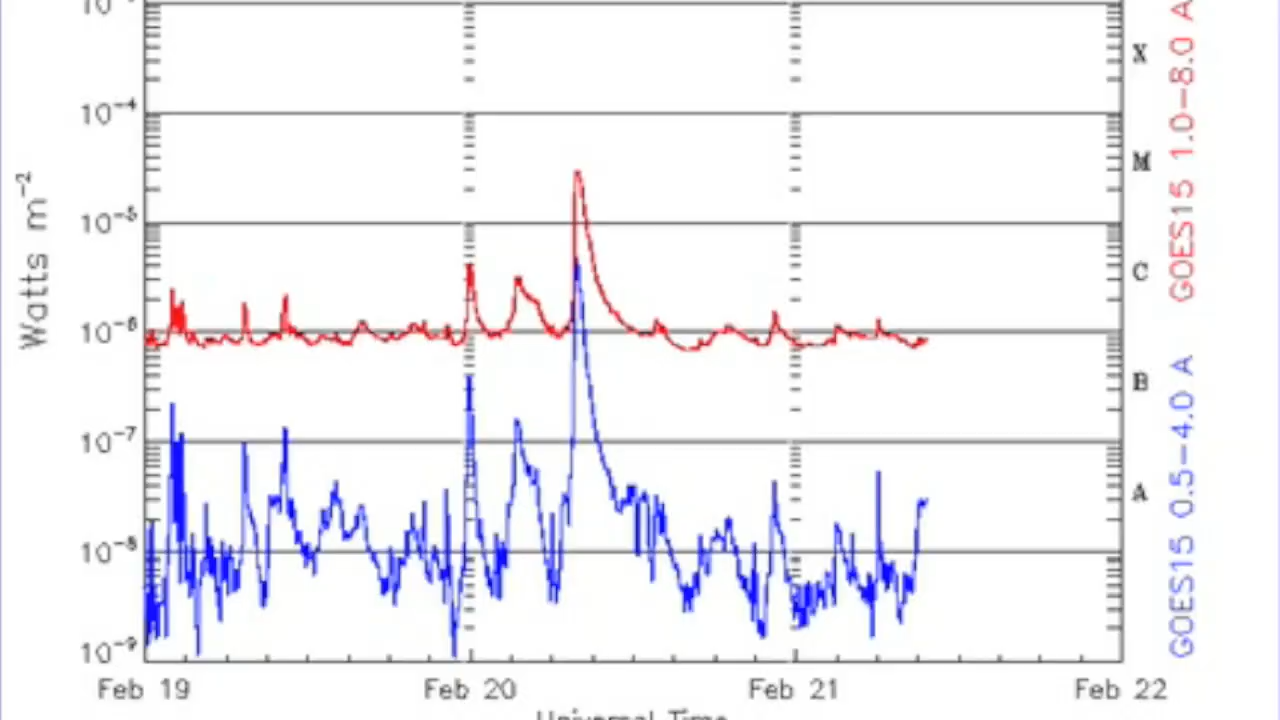 10⁻⁴
10⁻⁵
10⁻⁶
10⁻⁷
10⁻⁸
10⁻⁹
Watts m⁻²
X
M
C
B
A
GOES15 1.0-8.0 A
GOES15 0.5-4.0 A
Feb 19
Feb 20
Feb 21
Feb 22
Universal Time